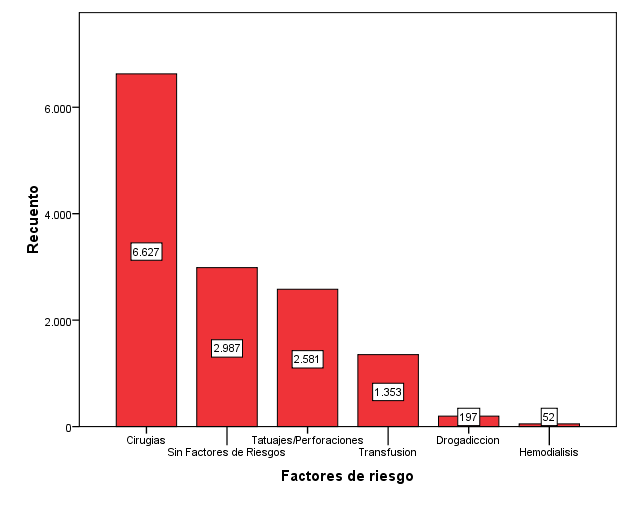 Recuento
6.000
4.000
2.000
0
6.627
2.987
2.581
1.353
197
52
Cirugias
Sin Factores de Riesgos
Tatuajes/Perforaciones
Transfusion
Drogadiccion
Hemodialisis
Factores de riesgo